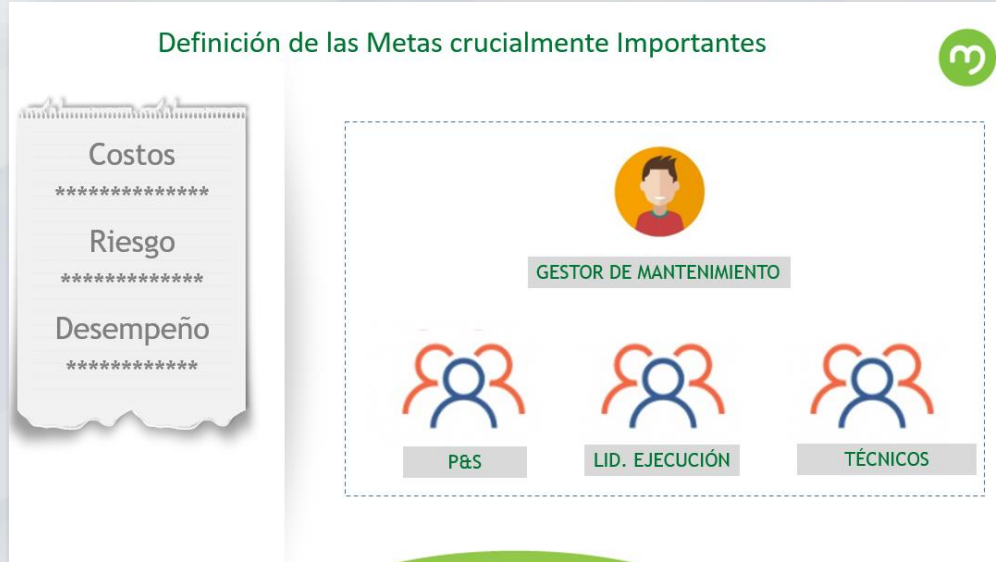 Definición de las Metas crucialmente Importantes
Costos
**************
Riesgo
*************
Desempeño
************
GESTOR DE MANTENIMIENTO
P&S
LID. EJECUCIÓN
TÉCNICOS